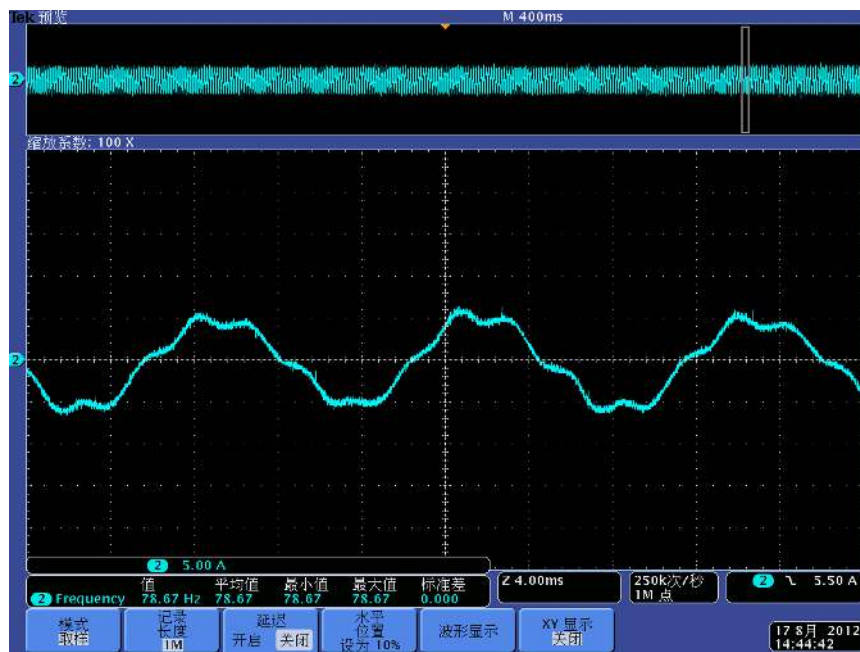 Tek 预览 M 400ms
2
缩放系数: 100 X
2
2 5.00 A
值 平均值 最小值 最大值 标准差
2 Frequency 78.67 Hz 78.67 78.67 78.67 0.000
Z 4.00ms
250k次/秒
1M 点
2 5.50 A
模式
取样
记录
长度
1M
延迟
开启 关闭
水平
位置
设为 10%
波形显示
XY 显示
关闭
17 8月 2012
14:44:42